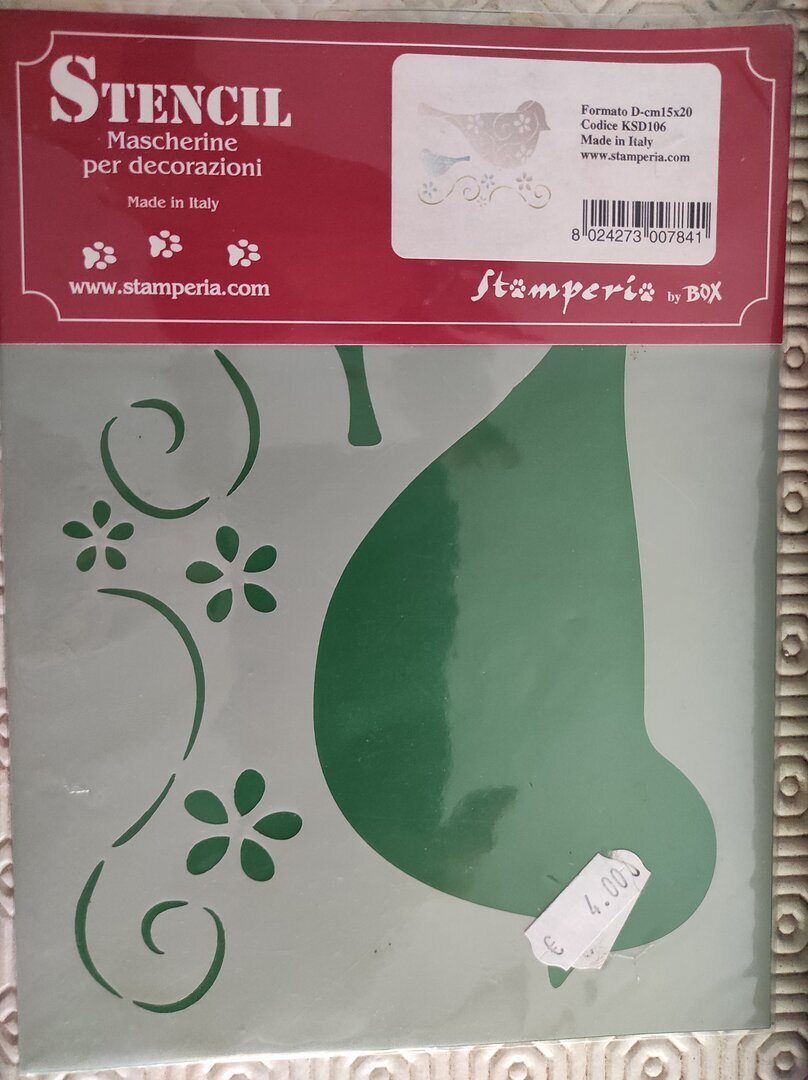 STENCIL
Mascherine
per decorazioni
Made in Italy
www.stamperia.com
Formato D-cm15x20
Codice KSD106
Made in Italy
www.stamperia.com
8 024273 007841
Stamperia by BOX
€ 4.00